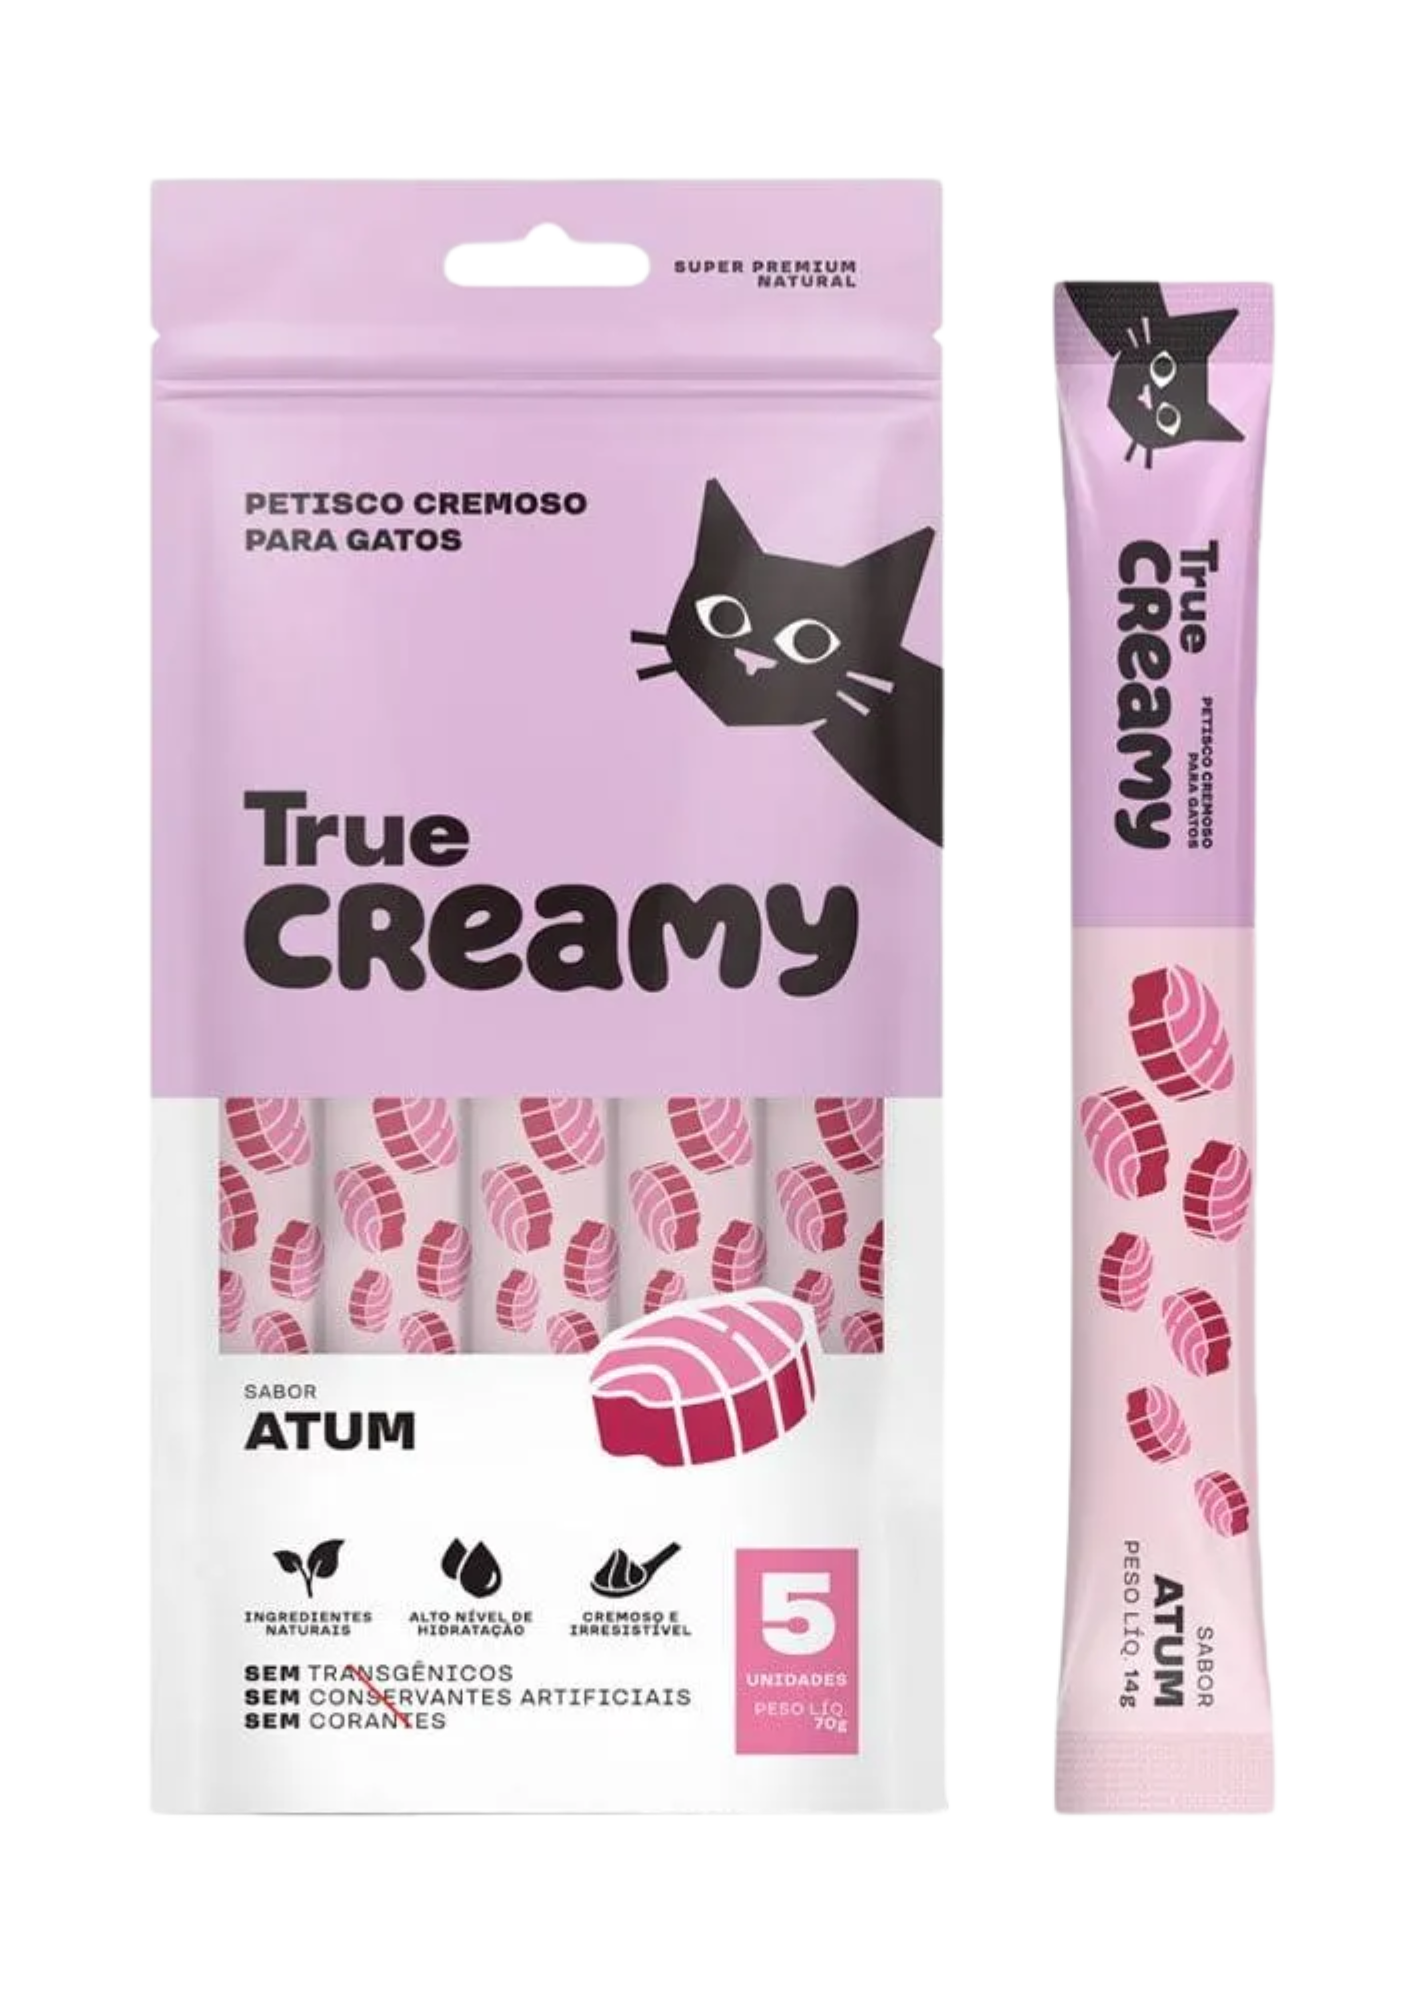 SUPER PREMIUM
NATURAL
PETISCO CREMOSO
PARA GATOS
True
CReamy
SABOR
ATUM
INGREDIENTES
NATURAIS
ALTO NÍVEL DE
HIDRATAÇÃO
CREMOSO E
IRRESISTÍVEL
SEM TRANSGÊNICOS
SEM CONSERVANTES ARTIFICIAIS
SEM CORANTES
5
UNIDADES
PESO LÍQ.
70g
True
CReamy
PETISCO CREMOSO
PARA GATOS
SABOR
ATUM
PESO LÍQ. 14g